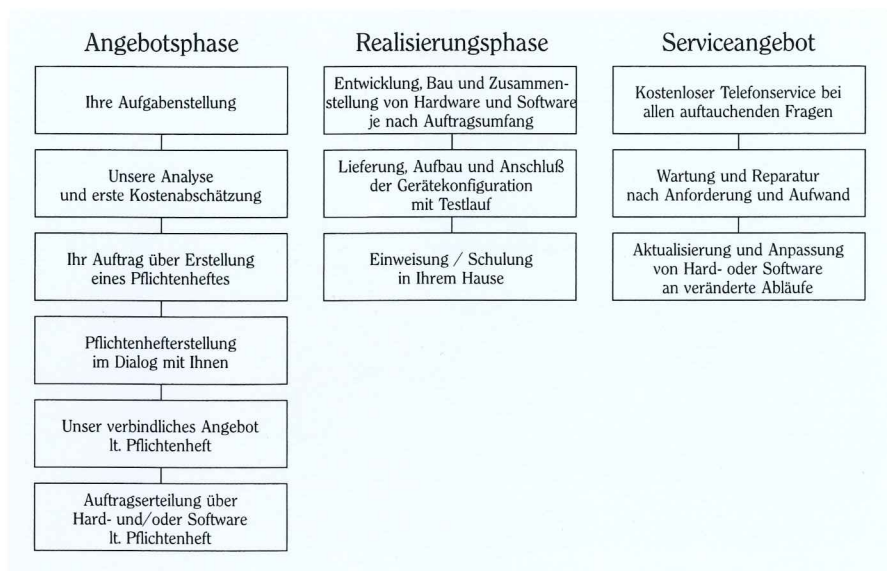 Angebotsphase
Ihre Aufgabenstellung
Unsere Analyse
und erste Kostenabschätzung
Ihr Auftrag über Erstellung
eines Pflichtenheftes
Pflichtenhefterstellung
im Dialog mit Ihnen
Unser verbindliches Angebot
lt. Pflichtenheft
Auftragserteilung über
Hard- und/oder Software
lt. Pflichtenheft
Realisierungsphase
Entwicklung, Bau und Zusammen-
stellung von Hardware und Software
je nach Auftragsumfang
Lieferung, Aufbau und Anschluß
der Gerätekonfiguration
mit Testlauf
Einweisung / Schulung
in Ihrem Hause
Serviceangebot
Kostenloser Telefonservice bei
allen auftauchenden Fragen
Wartung und Reparatur
nach Anforderung und Aufwand
Aktualisierung und Anpassung
von Hard- oder Software
an veränderte Abläufe